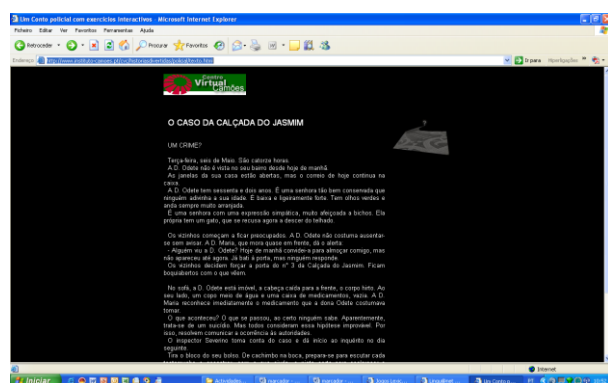 Um Conto policial com exercícios interactivos - Microsoft Internet Explorer
Ficheiro Editar Ver Favoritos Ferramentas Ajuda
Retroceder Procurar Favoritos
Endereço Ir para Hiperligações
Centro
Virtual
Camões
O CASO DA CALÇADA DO JASMIM
UM CRIME?
Terça-feira, seis de Maio. São catorze horas.
A D. Odete não é vista no seu bairro desde hoje de manhã.
As janelas da sua casa estão abertas, mas o correio de hoje continua na
caixa.
A D. Odete tem sessenta e dois anos. É uma senhora tão bem conservada que
ninguém adivinha a sua idade. É baixa e ligeiramente forte. Tem olhos verdes e
anda sempre muito arranjada.
É uma senhora com uma expressão simpática, muito afeiçoada a bichos. Ela
própria tem um gato, que se recusa agora a descer do telhado.
Os vizinhos começam a ficar preocupados. A D. Odete não costuma ausentar-
se sem avisar. A D. Maria, que mora quase em frente, dá o alerta:
- Alguém viu a D. Odete? Hoje de manhã convidei-a para almoçar comigo, mas
não apareceu até agora. Já bati à porta, mas ninguém responde.
Os vizinhos decidem forçar a porta do nº 3 da Calçada do Jasmim. Ficam
boquiabertos com o que vêem.
No sofá, a D. Odete está imóvel, a cabeça caída para a frente, o corpo hirto. Ao
seu lado, um copo meio de água e uma caixa de medicamentos, vazia. A D.
Maria reconhece imediatamente o medicamento que a dona Odete costumava
tomar.
O que aconteceu? O que se passou, ao certo ninguém sabe. Aparentemente,
trata-se de um suicídio. Mas todos consideram essa hipótese improvável. Por
isso, resolvem comunicar a ocorrência às autoridades.
O inspector Severino toma conta do caso e dá início ao inquérito no dia
seguinte.
Tira o bloco do seu bolso. De cachimbo na boca, prepara-se para escutar cada
Internet
Iniciar Actividades... marcador - ... marcador - ... Um Conto p... PT